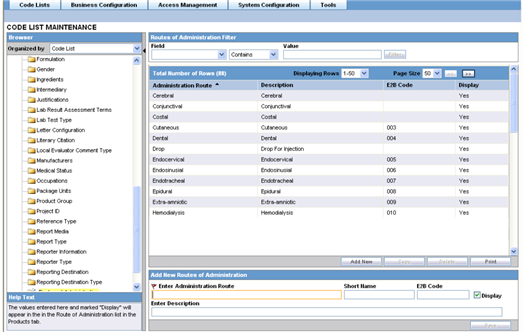 Code Lists Business Configuration Access Management System Configuration Tools
CODE LIST MAINTENANCE
Browser
Organized by Code List
Formulation
Gender
Ingredients
Intermediary
Justifications
Lab Result Assessment Terms
Lab Test Type
Letter Configuration
Literary Citation
Local Evaluator Comment Type
Manufacturers
Medical Status
Occupations
Package Units
Product Group
Project ID
Reference Type
Report Media
Report Type
Reporter Information
Reporter Type
Reporting Destination
Reporting Destination Type
Help Text
The values entered here and marked "Display" will
appear in the in the Route of Administration list in the
Products tab.
Routes of Administration Filter
Field Value
Contains Filter
Total Number of Rows (88) Displaying Rows 1-50 Page Size 50
Administration Route Description E2B Code Display
Cerebral Cerebral Yes
Conjunctival Conjunctival Yes
Costal Costal Yes
Cutaneous Cutaneous 003 Yes
Dental Dental 004 Yes
Drop Drop For Injection Yes
Endocervical Endocervical 005 Yes
Endosinusial Endosinusial 006 Yes
Endotracheal Endotracheal 007 Yes
Epidural Epidural 008 Yes
Extra-amniotic Extra-amniotic 009 Yes
Hemodialysis Hemodialysis 010 Yes
Add New Copy Delete Print
Add New Routes of Administration
Enter Administration Route Short Name E2B Code
Display
Enter Description
Save